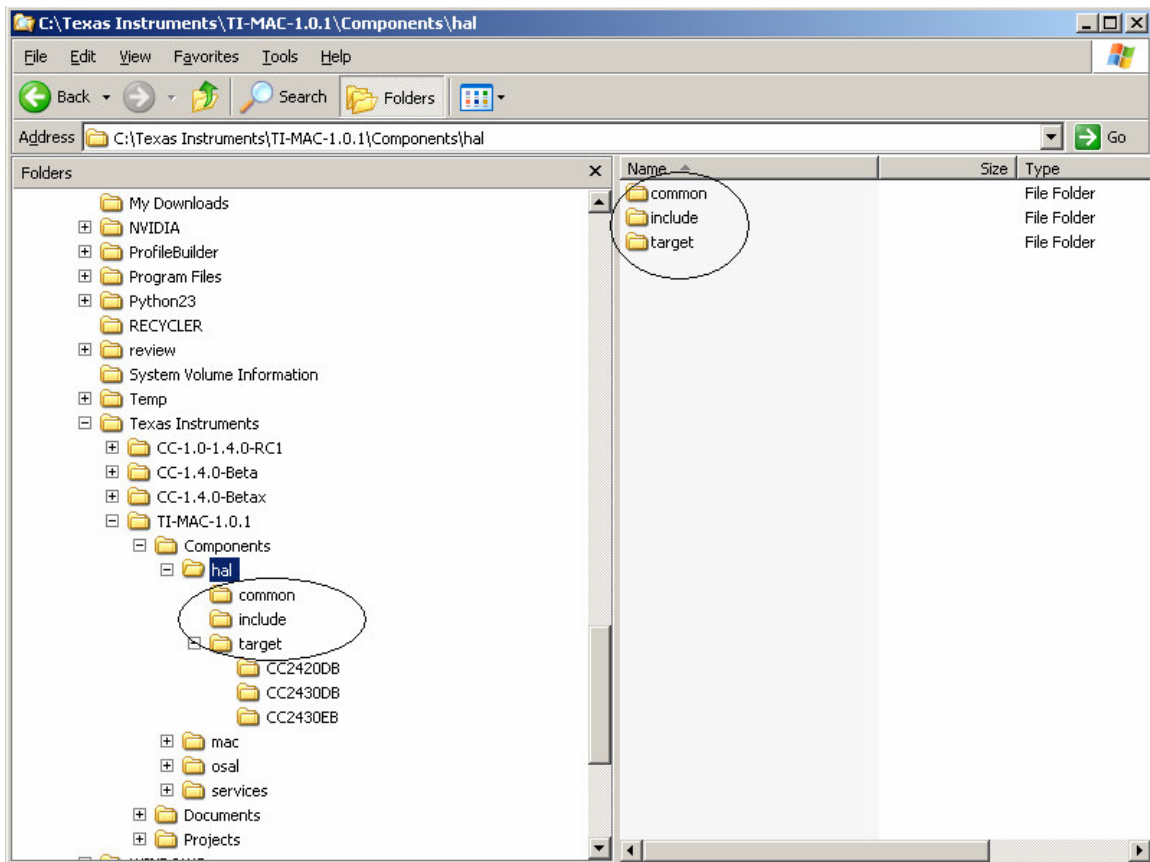 C:\Texas Instruments\TI-MAC-1.0.1\Components\hal
File Edit View Favorites Tools Help
Back Search Folders
Address C:\Texas Instruments\TI-MAC-1.0.1\Components\hal Go
Folders
My Downloads
NVIDIA
ProfileBuilder
Program Files
Python23
RECYCLER
review
System Volume Information
Temp
Texas Instruments
CC-1.0-1.4.0-RC1
CC-1.4.0-Beta
CC-1.4.0-Betax
TI-MAC-1.0.1
Components
hal
common
include
target
CC2420DB
CC2430DB
CC2430EB
mac
osal
services
Documents
Projects
Name Size Type
common File Folder
include File Folder
target File Folder